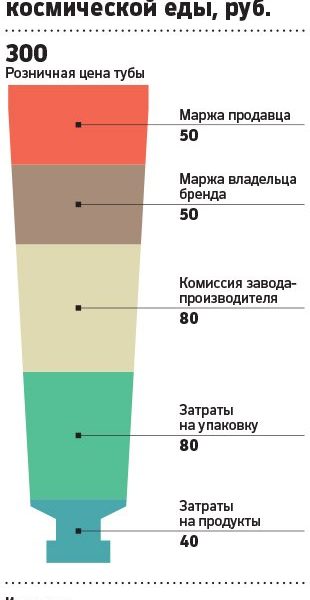 космической еды, руб.
300
Розничная цена тубы
Маржа продавца
50
Маржа владельца
бренда
50
Комиссия завода-
производителя
80
Затраты
на упаковку
80
Затраты
на продукты
40